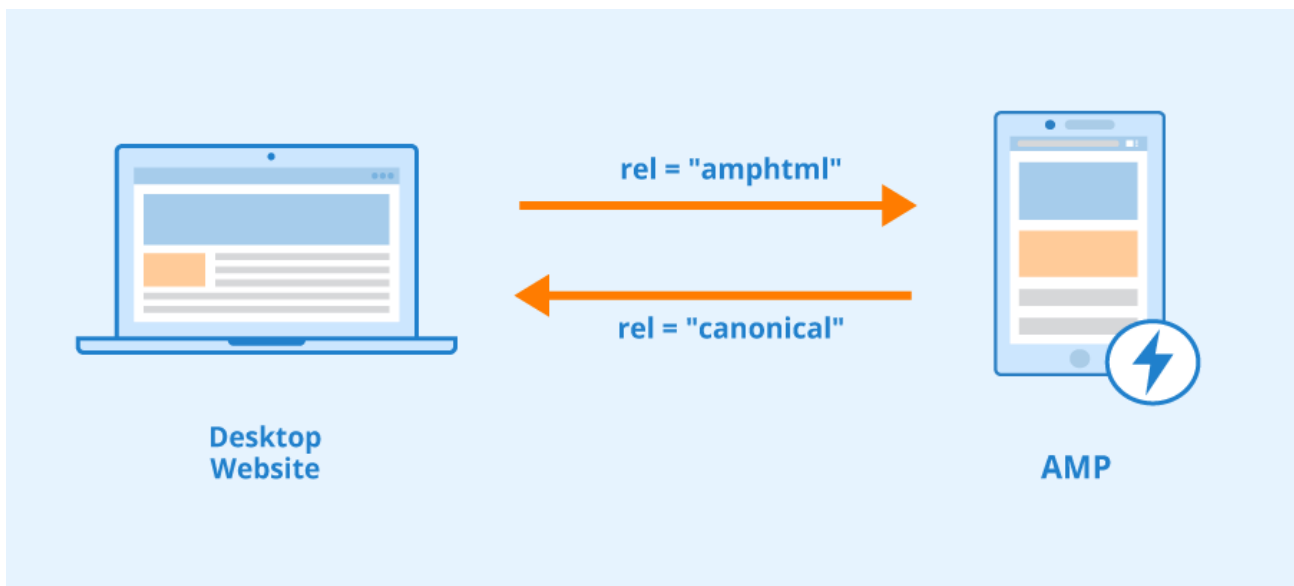 rel = "amphtml"
rel = "canonical"
Desktop
Website
AMP